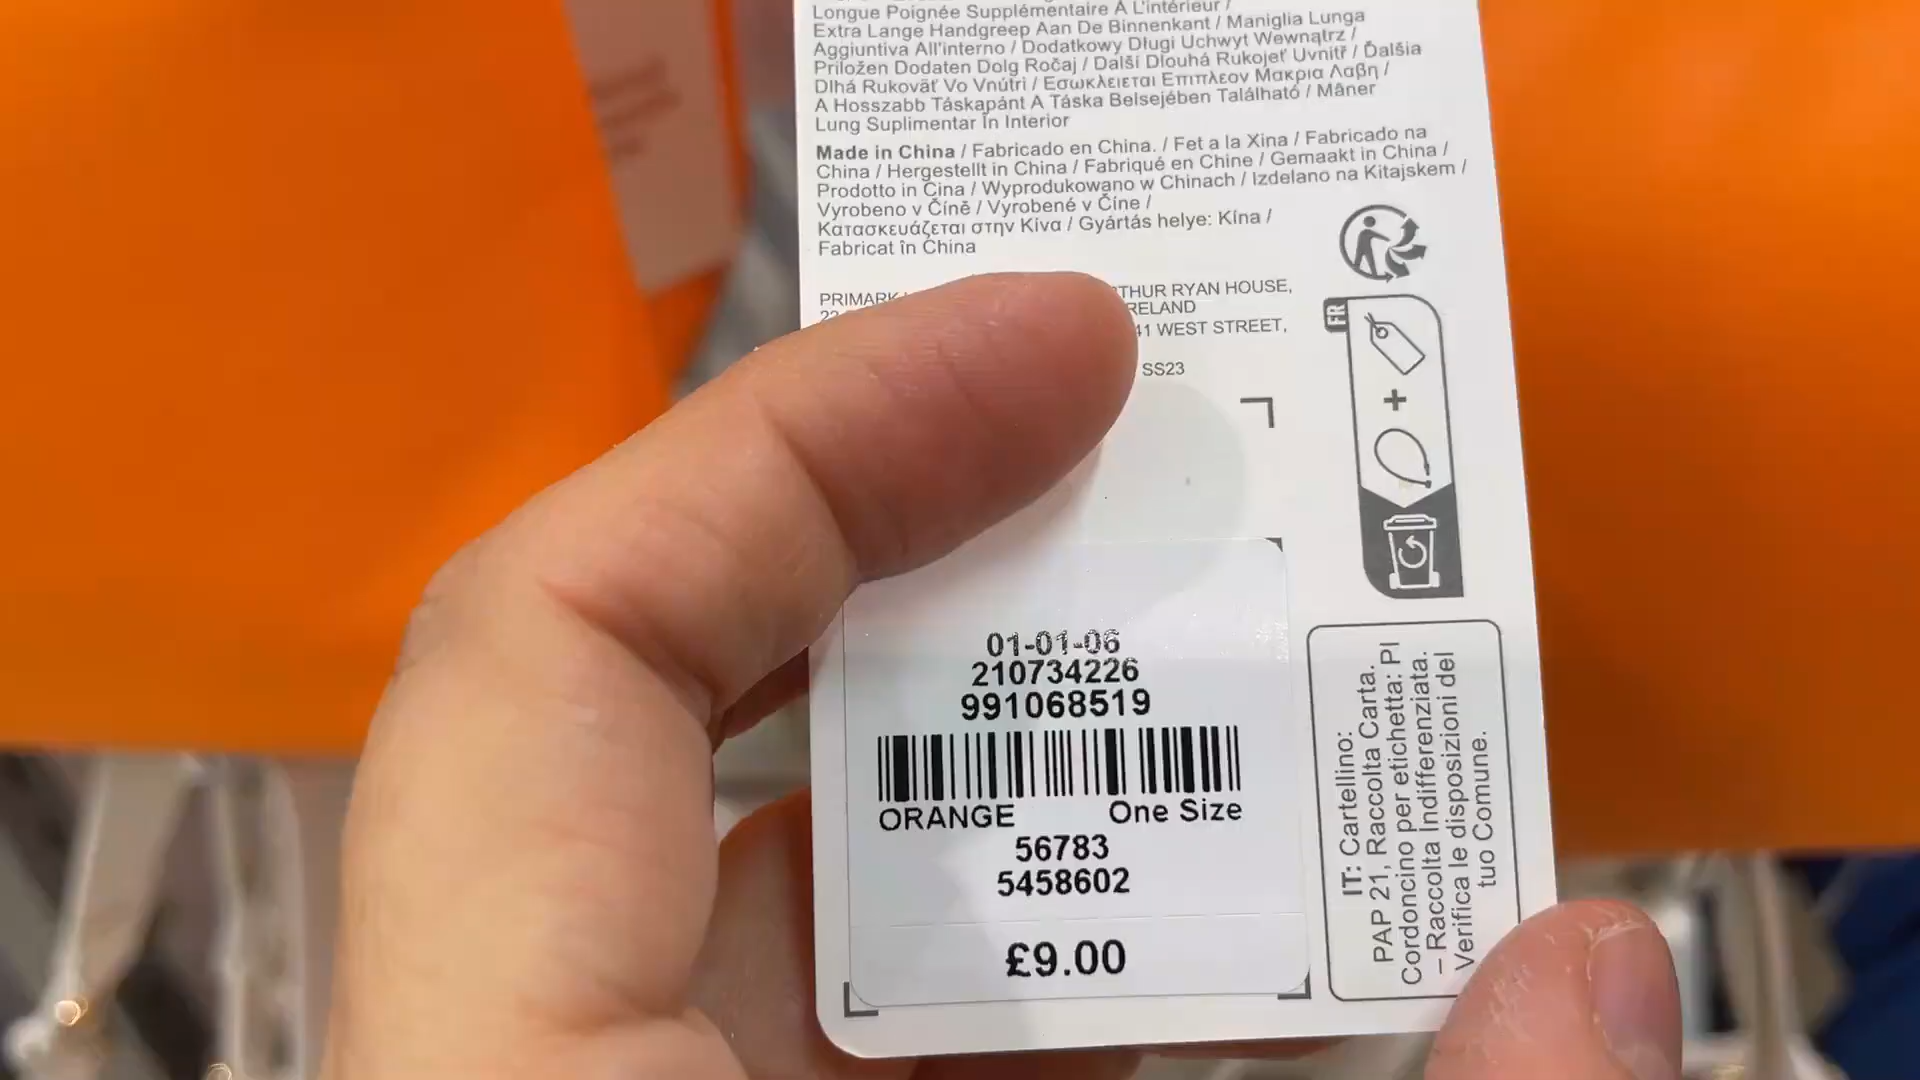 Longue Poignée Supplémentaire À L'intérieur /
Extra Lange Handgreep Aan De Binnenkant / Maniglia Lunga
Aggiuntiva All'interno / Dodatkowy Długi Uchwyt Wewnątrz /
Priložen Dodaten Dolg Ročaj / Další Dlouhá Rukojeť Uvnitř / Ďalšia
Dlhá Rukoväť Vo Vnútri / Εσωκλειεται Επιπλεον Μακρια Λαβη /
A Hosszabb Táskapánt A Táska Belsejében Található / Mâner
Lung Suplimentar În Interior
Made in China / Fabricado en China. / Fet a la Xina / Fabricado na
China / Hergestellt in China / Fabriqué en Chine / Gemaakt in China /
Prodotto in Cina / Wyprodukowano w Chinach / Izdelano na Kitajskem /
Vyrobeno v Číně / Vyrobené v Číne /
Κατασκευάζεται στην Κίνα / Gyártás helye: Kína /
Fabricat în China
PRIMARK RYAN HOUSE,
41 WEST STREET,
SS23
FR
+
01-01-06
210734226
991068519
ORANGE One Size
56783
5458602
£9.00
IT: Cartellino:
PAP 21, Raccolta Carta.
Cordoncino per etichetta: PI
– Raccolta Indifferenziata.
Verifica le disposizioni del
tuo Comune.